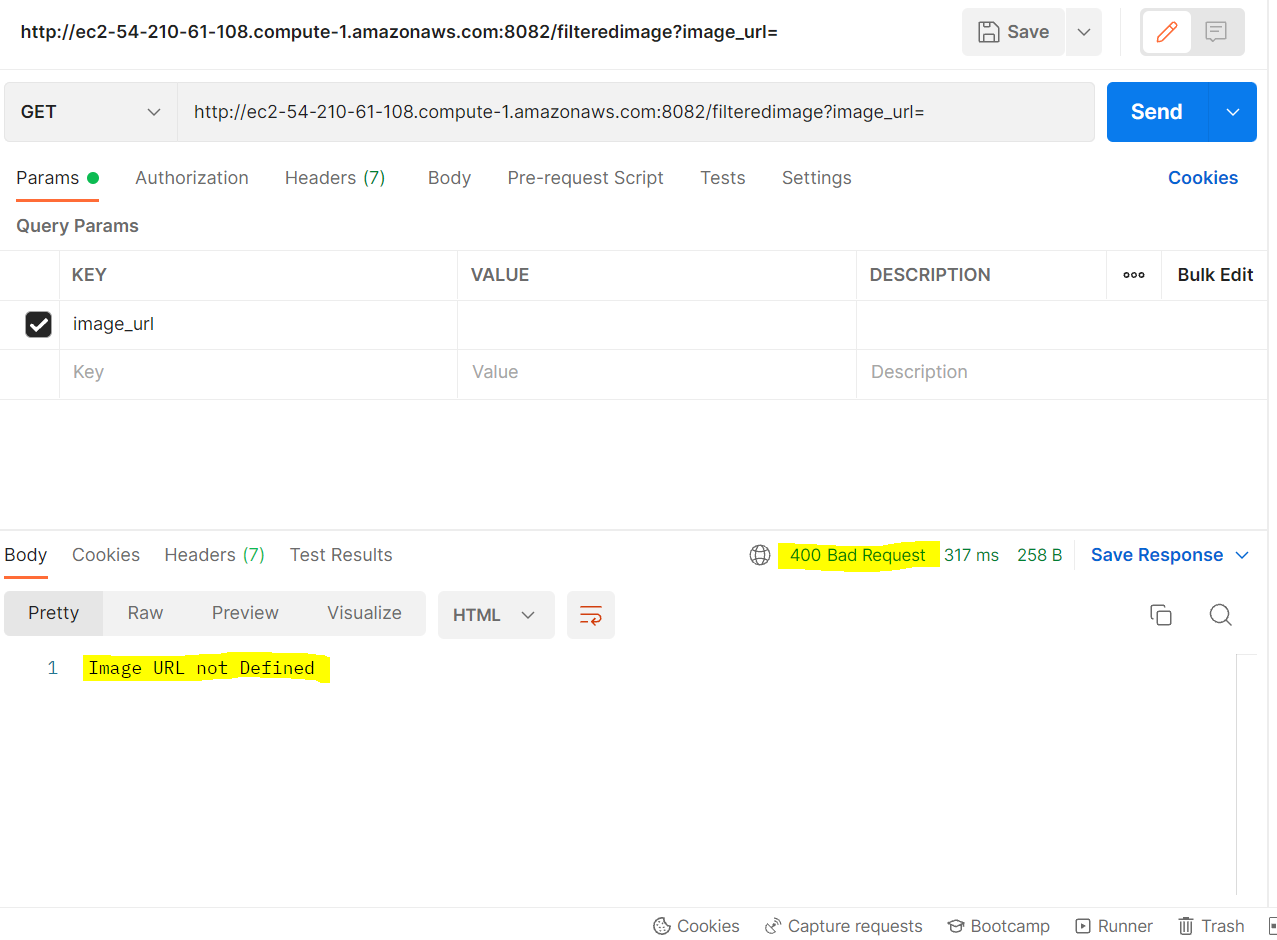 http://ec2-54-210-61-108.compute-1.amazonaws.com:8082/filteredimage?image_url=
Save
GET
http://ec2-54-210-61-108.compute-1.amazonaws.com:8082/filteredimage?image_url=
Send
Params
Authorization
Headers (7)
Body
Pre-request Script
Tests
Settings
Cookies
Query Params
KEY VALUE DESCRIPTION Bulk Edit
image_url
Key Value Description
Body Cookies Headers (7) Test Results
400 Bad Request 317 ms 258 B Save Response
Pretty Raw Preview Visualize HTML
1 Image URL not Defined
Cookies Capture requests Bootcamp Runner Trash